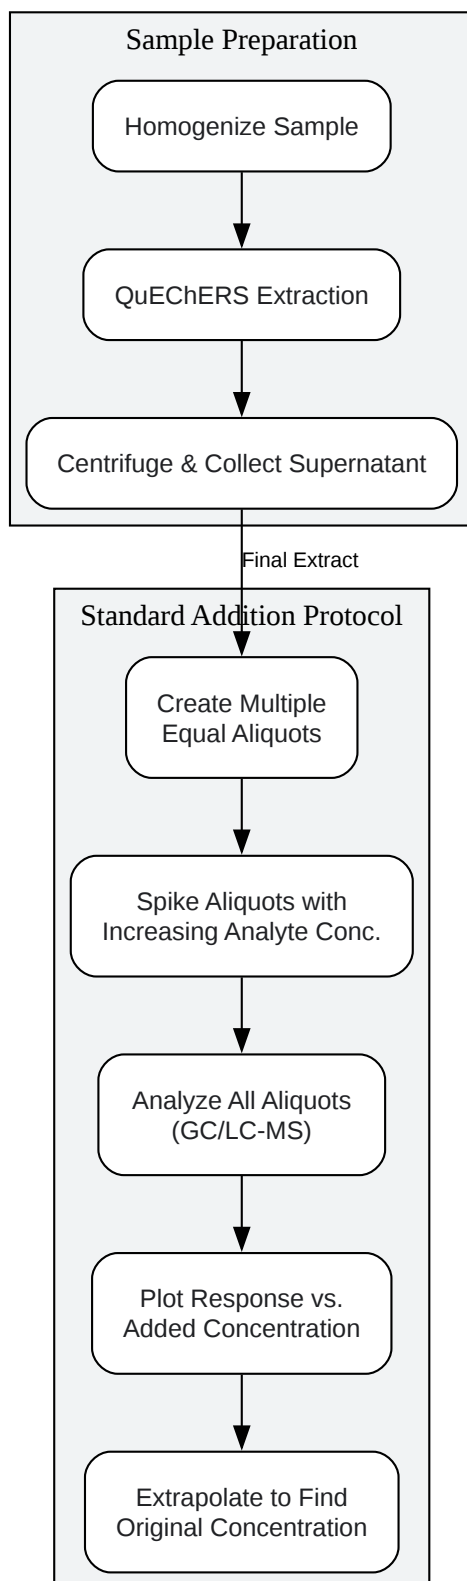 Sample Preparation
Homogenize Sample
QuEChERS Extraction
Centrifuge & Collect Supernatant
Final Extract
Standard Addition Protocol
Create Multiple
Equal Aliquots
Spike Aliquots with
Increasing Analyte Conc.
Analyze All Aliquots
(GC/LC-MS)
Plot Response vs.
Added Concentration
Extrapolate to Find
Original Concentration